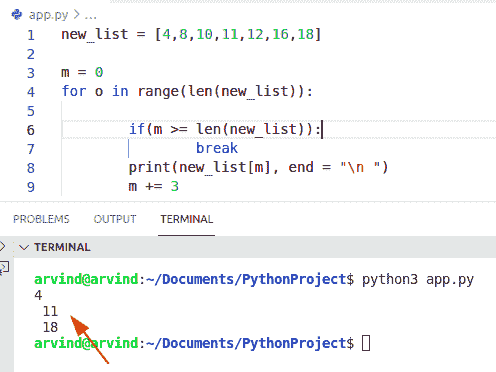 app.py > ...
1 new_list = [4,8,10,11,12,16,18]
2
3 m = 0
4 for o in range(len(new_list)):
5
6 if(m >= len(new_list)):
7 break
8 print(new_list[m], end = "\n ")
9 m += 3
PROBLEMS OUTPUT TERMINAL
TERMINAL
arvind@arvind:~/Documents/PythonProject$ python3 app.py
4
11
18
arvind@arvind:~/Documents/PythonProject$